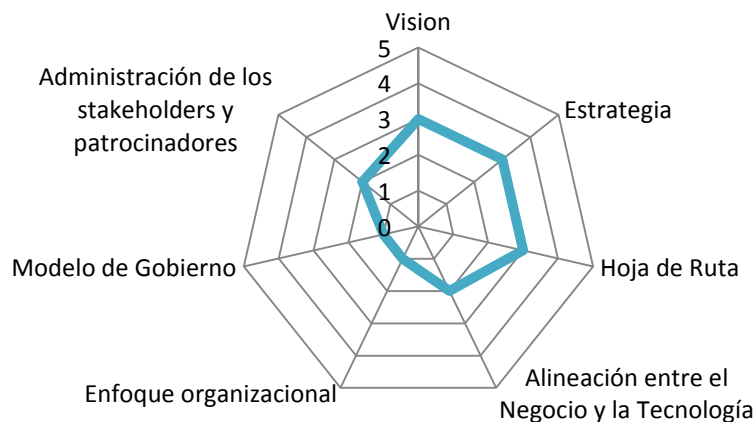 Vision
5
4
3
2
1
0
Estrategia
Hoja de Ruta
Alineación entre el
Negocio y la Tecnología
Enfoque organizacional
Modelo de Gobierno
Administración de los
stakeholders y
patrocinadores